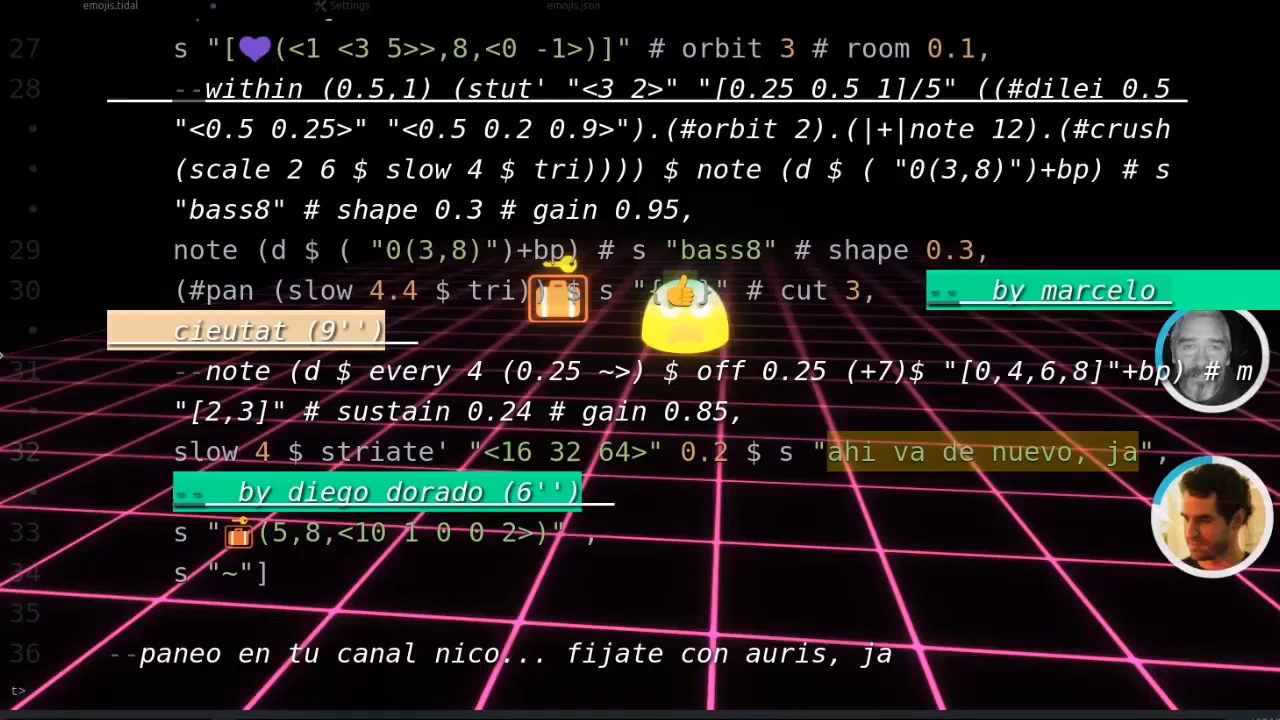 emojis.tidal Settings emojis.json
27 s "[💜(<1 <3 5>>,8,<0 -1>)]" # orbit 3 # room 0.1,
28 --within (0.5,1) (stut' "<3 2>" "[0.25 0.5 1]/5" ((#dilei 0.5
"<0.5 0.25>" "<0.5 0.2 0.9>").(#orbit 2).(|+|note 12).(#crush
(scale 2 6 $ slow 4 $ tri)))) $ note (d $ ( "0(3,8)")+bp) # s
"bass8" # shape 0.3 # gain 0.95,
29 note (d $ ( "0(3,8)")+bp) # s "bass8" # shape 0.3,
30 (#pan (slow 4.4 $ tri)) $ s "{👍}" # cut 3, -- by marcelo
cieutat (9'')
31 --note (d $ every 4 (0.25 ~>) $ off 0.25 (+7)$ "[0,4,6,8]"+bp) # m
"[2,3]" # sustain 0.24 # gain 0.85,
32 slow 4 $ striate' "<16 32 64>" 0.2 $ s "ahi va de nuevo, ja",
-- by diego dorado (6'')
33 s "🛅(5,8,<10 1 0 0 2>)" ,
34 s "~"]
35
36 --paneo en tu canal nico... fijate con auris, ja
t>